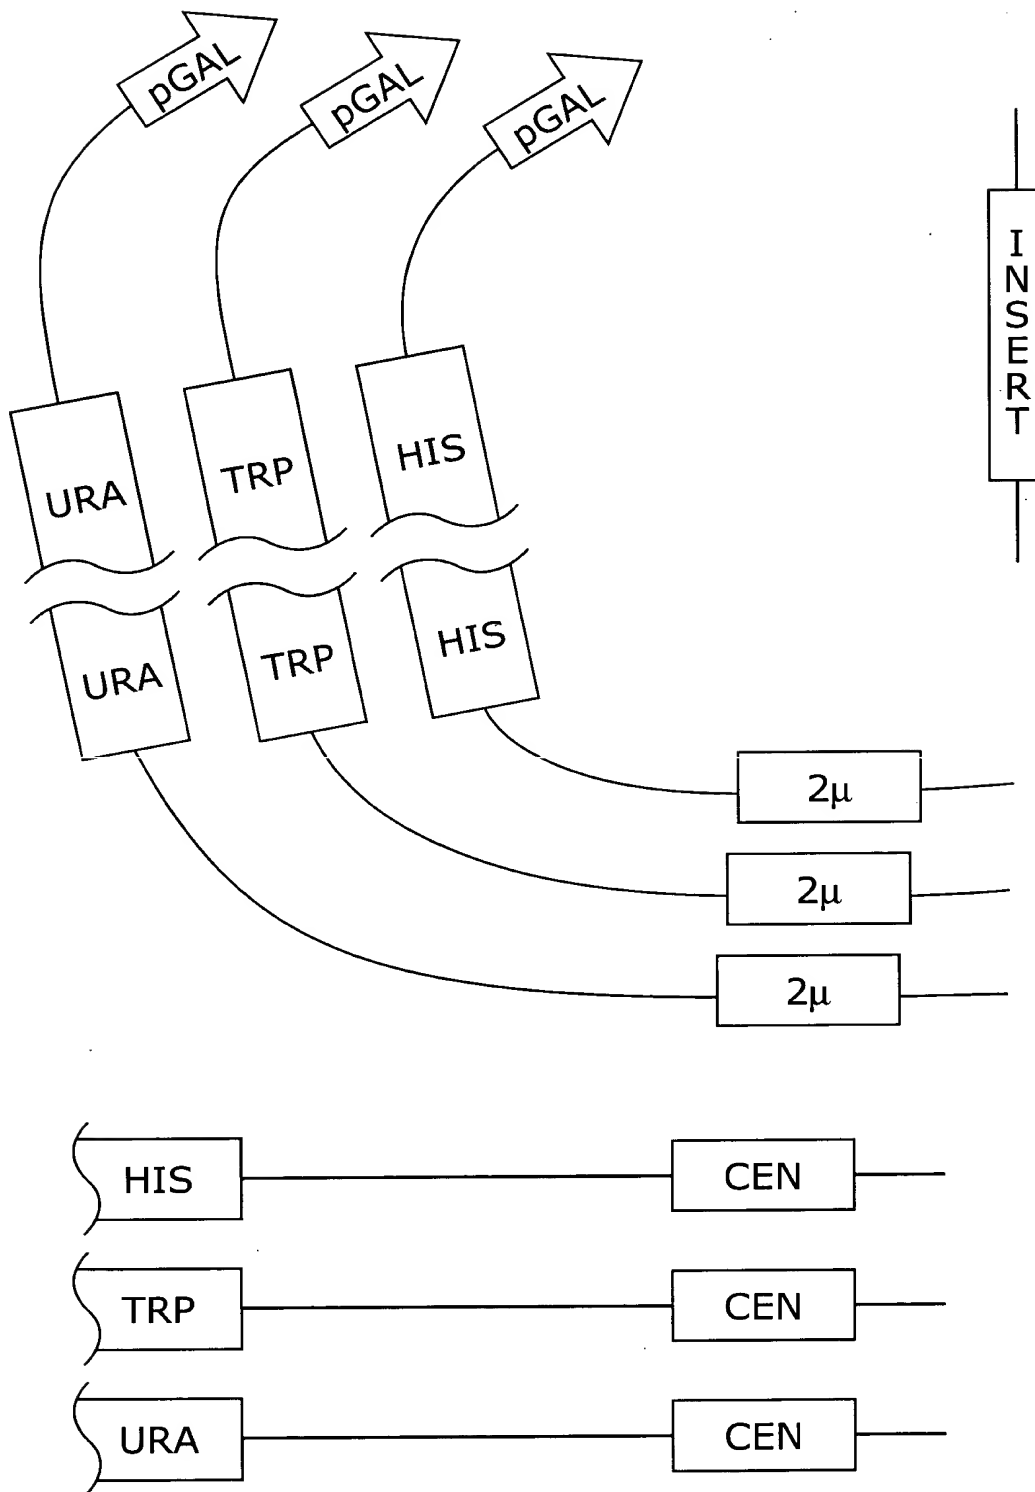 pGAL
pGAL
pGAL
INSERT
URA
TRP
HIS
URA
TRP
HIS
2μ
2μ
2μ
HIS
CEN
TRP
CEN
URA
CEN